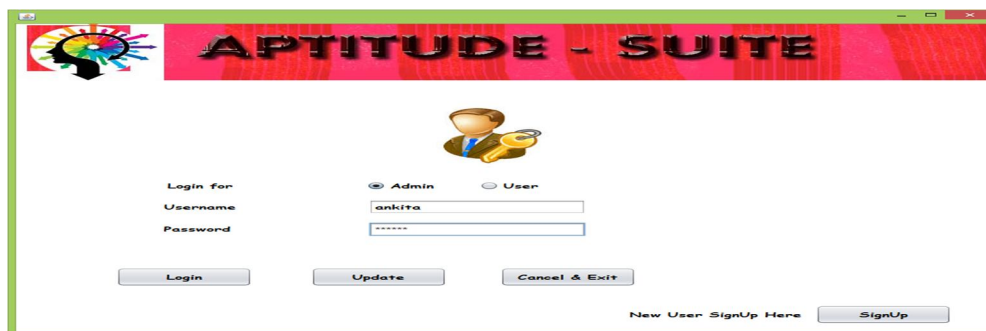 APTITUDE - SUITE
Login for Admin User
Username ankita
Password ******
Login Update Cancel & Exit
New User SignUp Here SignUp